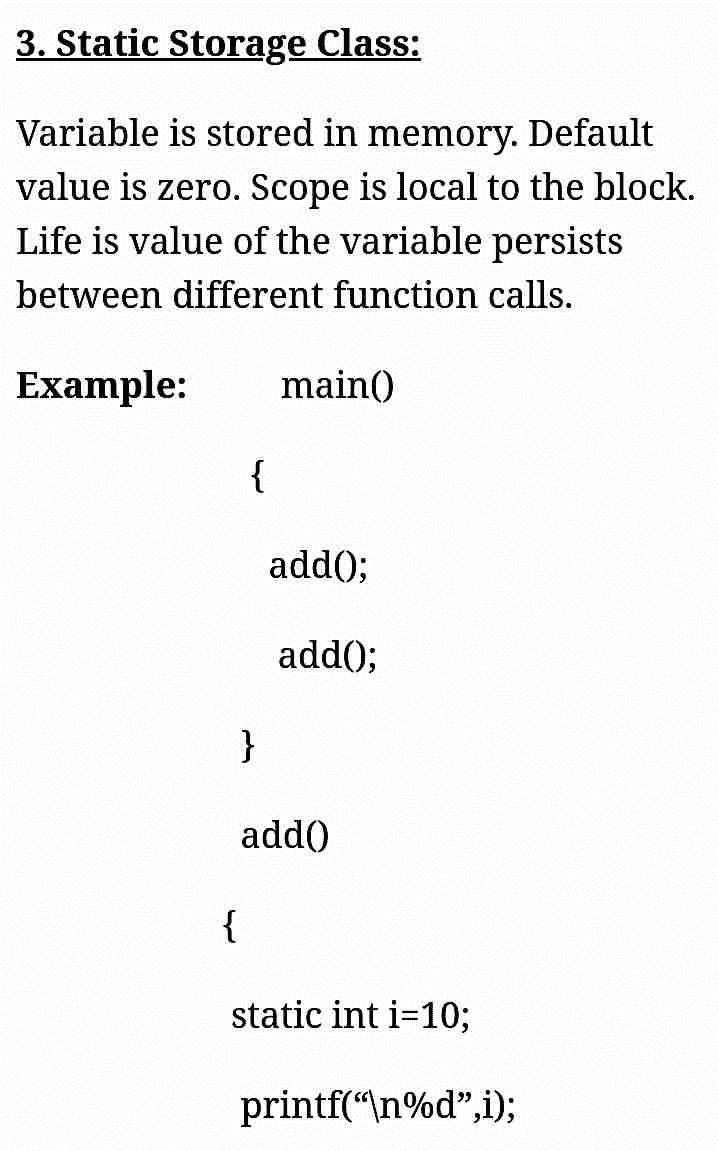 3. Static Storage Class:
Variable is stored in memory. Default
value is zero. Scope is local to the block.
Life is value of the variable persists
between different function calls.
Example: main()
{
add();
add();
}
add()
{
static int i=10;
printf(“\n%d”,i);